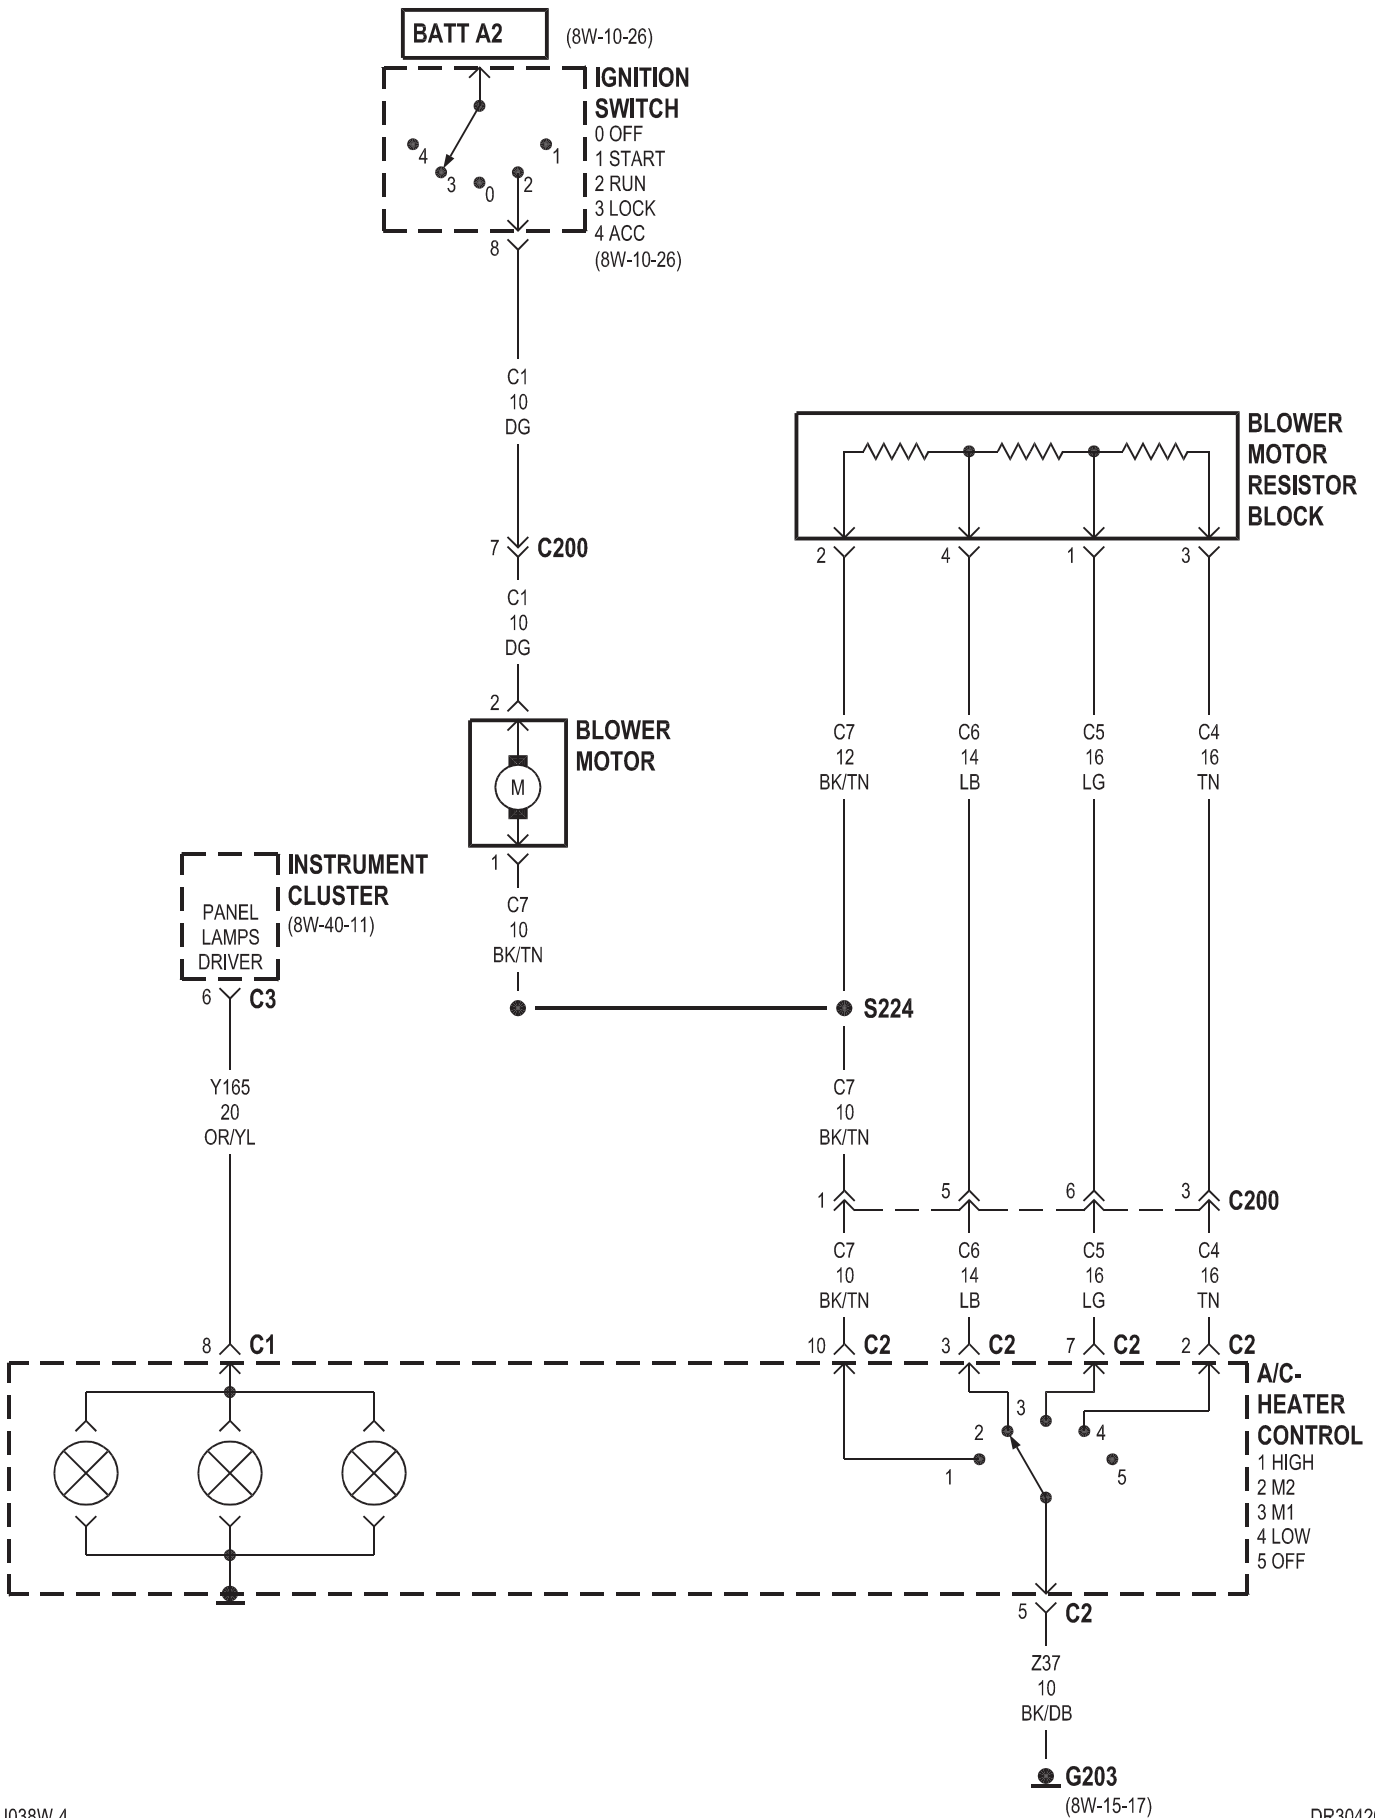 BATT A2
(8W-10-26)
IGNITION
SWITCH
0 OFF
1 START
2 RUN
3 LOCK
4 ACC
(8W-10-26)
4
3
0
2
1
8
C1
10
DG
7
C200
C1
10
DG
2
BLOWER
MOTOR
M
1
C7
10
BK/TN
BLOWER
MOTOR
RESISTOR
BLOCK
2
4
1
3
C7
12
BK/TN
C6
14
LB
C5
16
LG
C4
16
TN
INSTRUMENT
CLUSTER
(8W-40-11)
PANEL
LAMPS
DRIVER
6
C3
Y165
20
OR/YL
S224
C7
10
BK/TN
1
5
6
3
C200
C7
10
BK/TN
C6
14
LB
C5
16
LG
C4
16
TN
8
C1
10
C2
3
C2
7
C2
2
C2
A/C-
HEATER
CONTROL
1 HIGH
2 M2
3 M1
4 LOW
5 OFF
1
2
3
4
5
5
C2
Z37
10
BK/DB
G203
(8W-15-17)
J038W-4